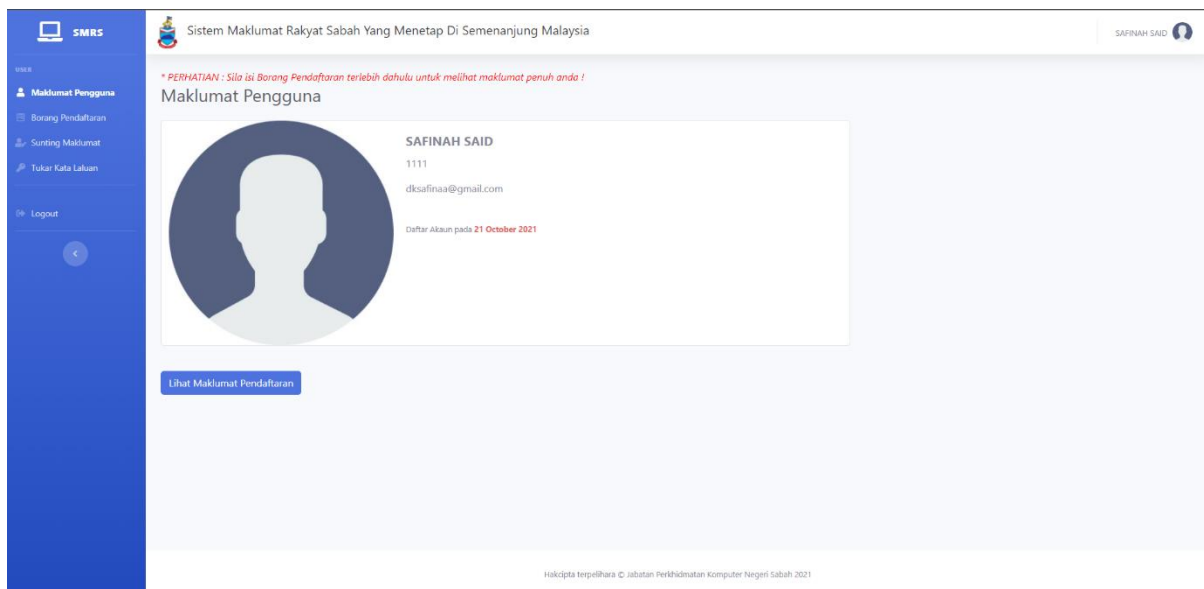 SMRS
Sistem Maklumat Rakyat Sabah Yang Menetap Di Semenanjung Malaysia
SAFINAH SAID
Maklumat Pengguna
Borang Pendaftaran
Sunting Maklumat
Tukar Kata Laluan
Logout
* PERHATIAN : Sila isi Borang Pendaftaran terlebih dahulu untuk melihat maklumat penuh anda !
Maklumat Pengguna
SAFINAH SAID
1111
dksafinaa@gmail.com
Daftar Akaun pada 21 October 2021
Lihat Maklumat Pendaftaran
Hakcipta terpelihara © Jabatan Perkhidmatan Komputer Negeri Sabah 2021